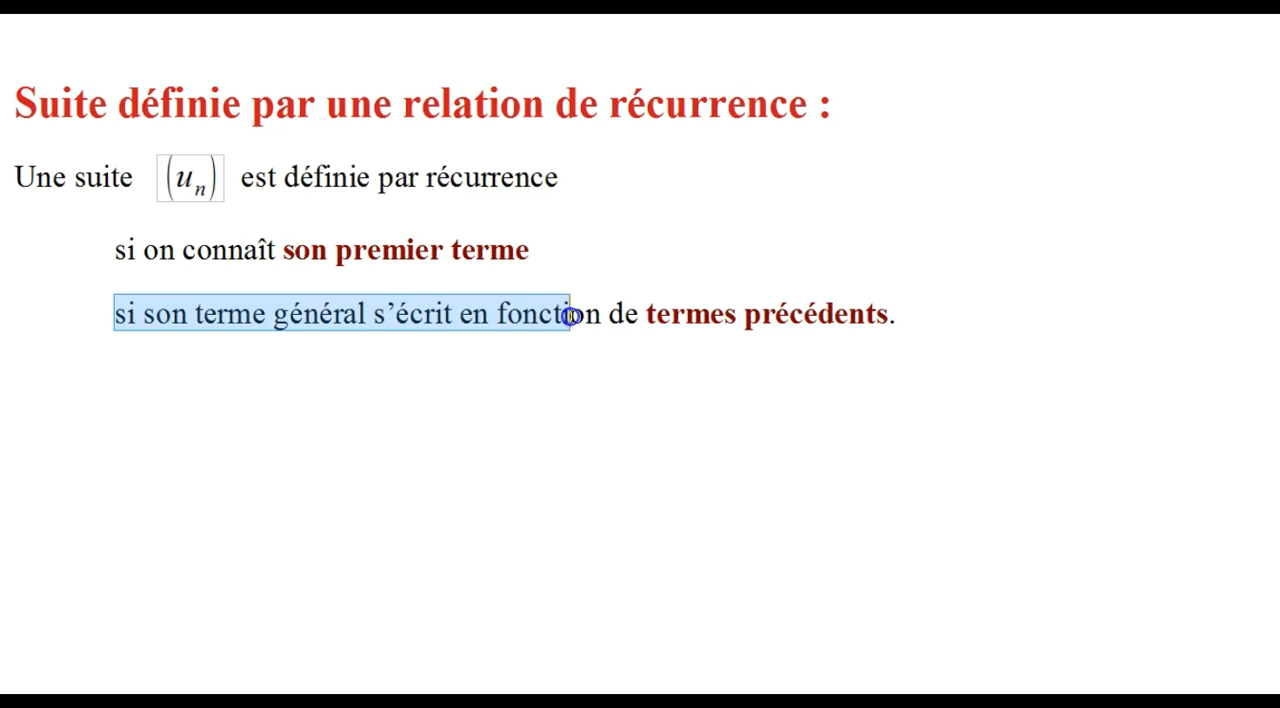 Suite définie par une relation de récurrence :
Une suite (u_n) est définie par récurrence
si on connaît son premier terme
si son terme général s’écrit en fonction de termes précédents.